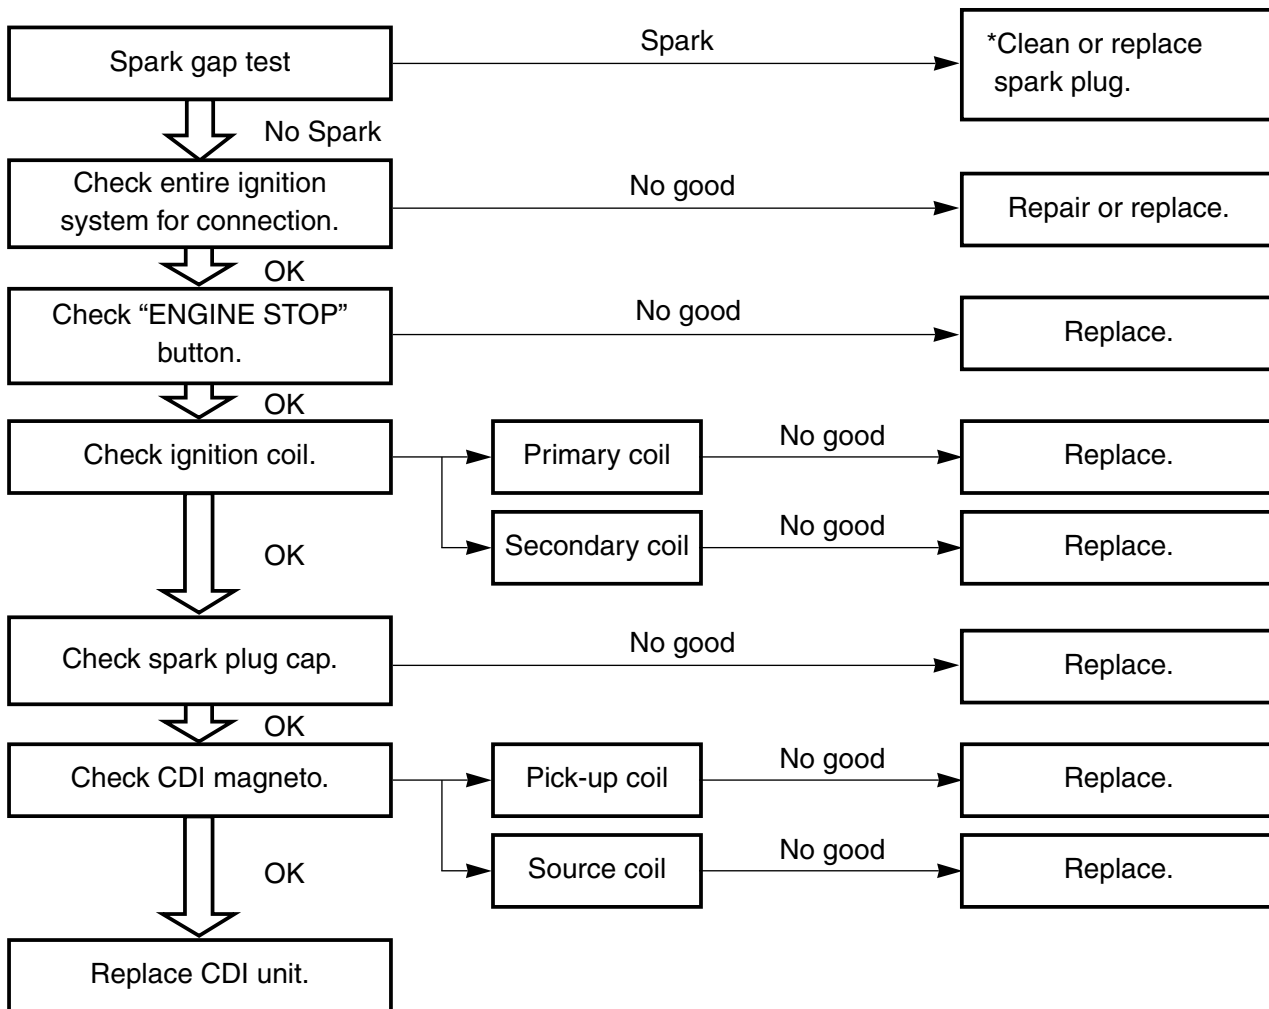 Spark gap test
Spark
*Clean or replace
spark plug.
No Spark
Check entire ignition
system for connection.
No good
Repair or replace.
OK
Check “ENGINE STOP”
button.
No good
Replace.
OK
Check ignition coil.
Primary coil
No good
Replace.
Secondary coil
No good
Replace.
OK
Check spark plug cap.
No good
Replace.
OK
Check CDI magneto.
Pick-up coil
No good
Replace.
Source coil
No good
Replace.
OK
Replace CDI unit.